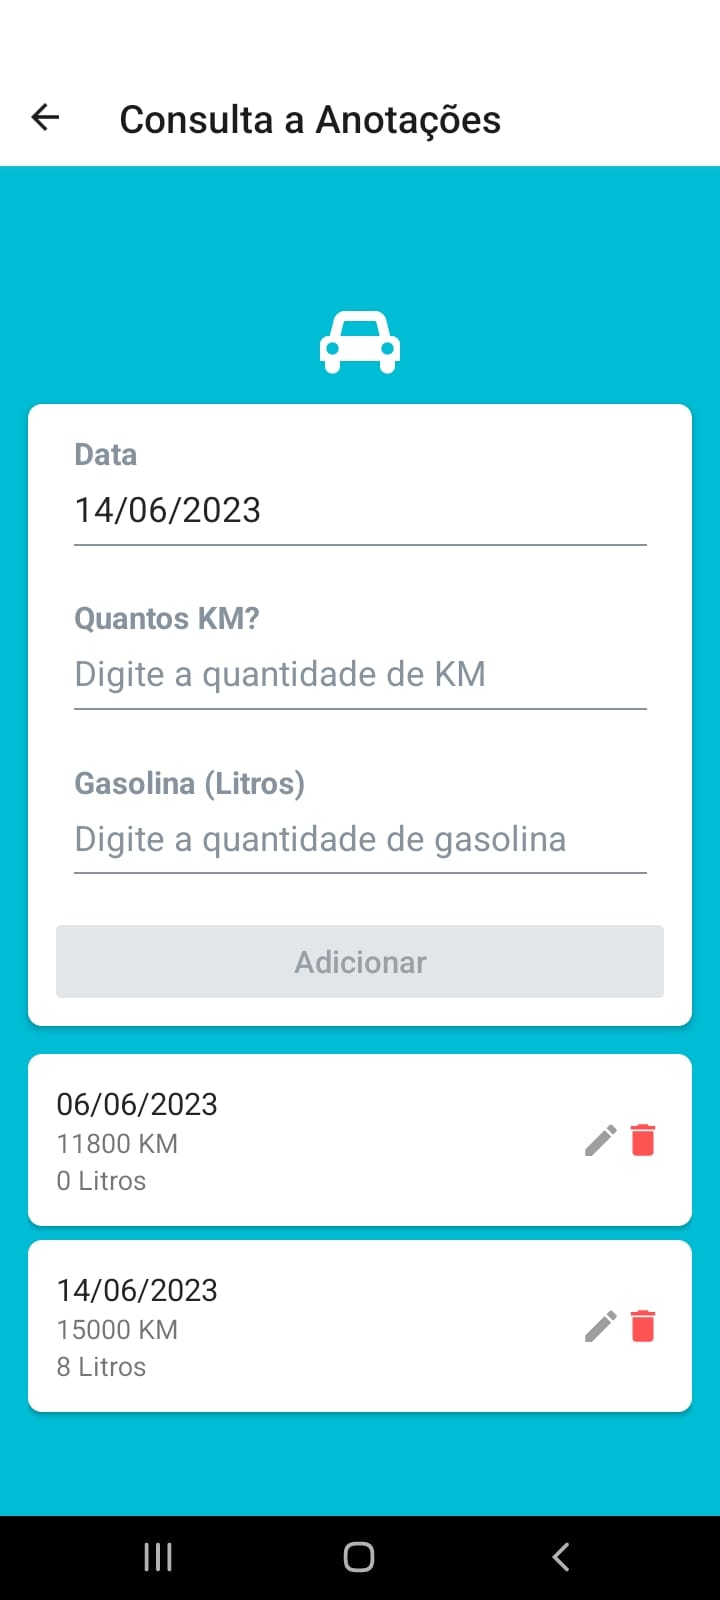 Consulta a Anotações
Data
14/06/2023
Quantos KM?
Digite a quantidade de KM
Gasolina (Litros)
Digite a quantidade de gasolina
Adicionar
06/06/2023
11800 KM
0 Litros
14/06/2023
15000 KM
8 Litros